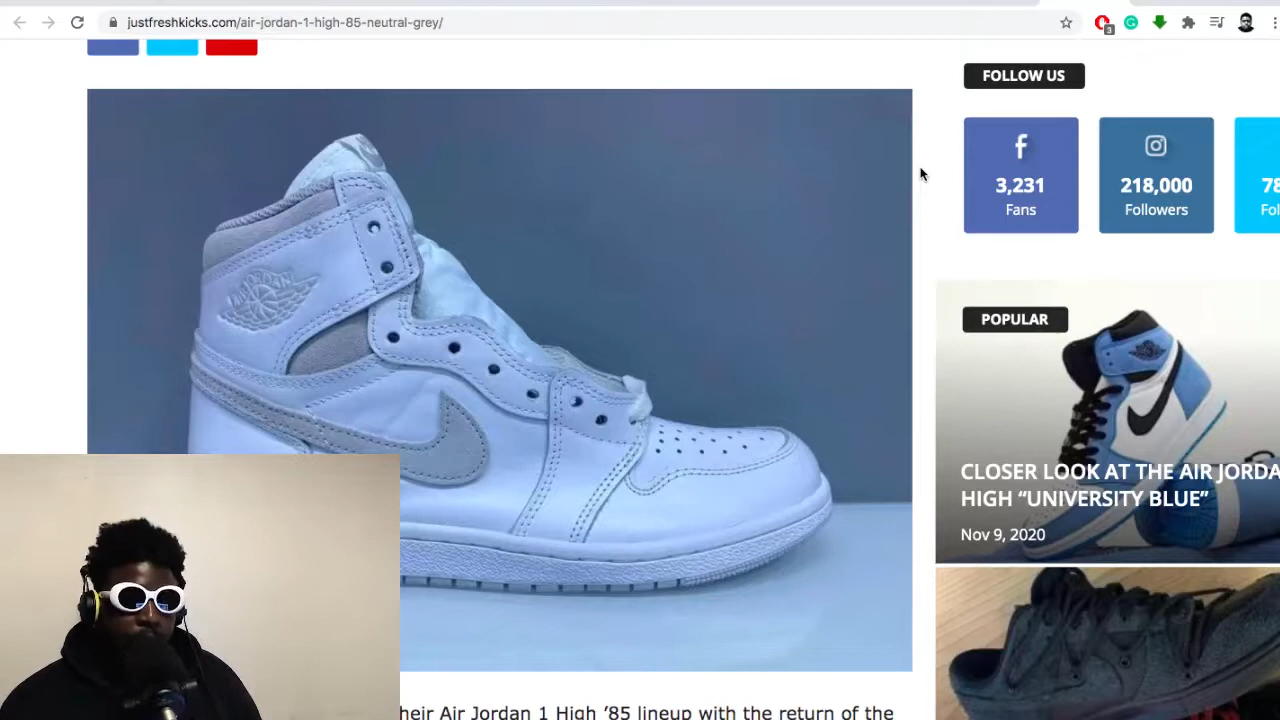 justfreshkicks.com/air-jordan-1-high-85-neutral-grey/
3
FOLLOW US
3,231
Fans
218,000
Followers
POPULAR
CLOSER LOOK AT THE AIR JORDA
HIGH “UNIVERSITY BLUE”
Nov 9, 2020
heir Air Jordan 1 High ’85 lineup with the return of the